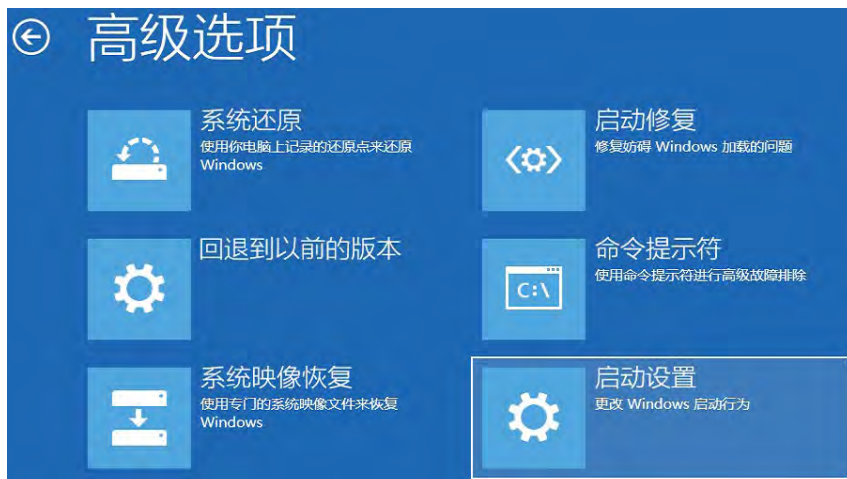 高级选项
系统还原
使用你电脑上记录的还原点来还原
Windows
启动修复
修复妨碍 Windows 加载的问题
回退到以前的版本
命令提示符
使用命令提示符进行高级故障排除
C:\
系统映像恢复
使用专门的系统映像文件来恢复
Windows
启动设置
更改 Windows 启动行为